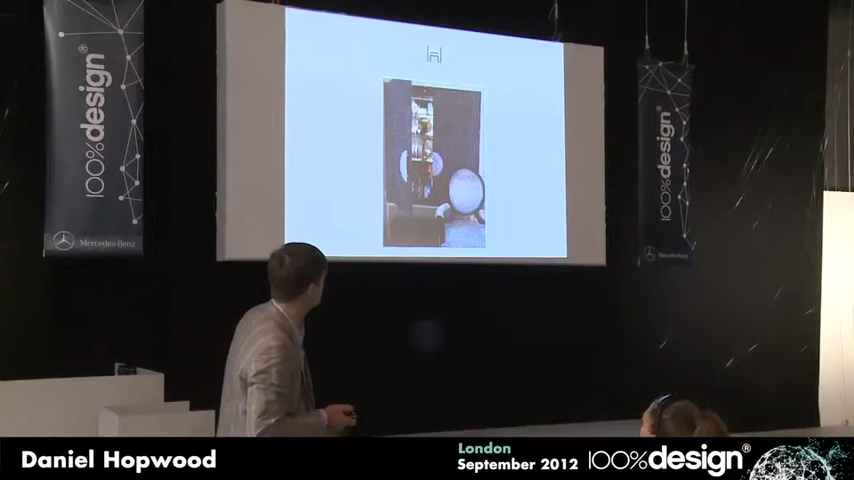 100%design®
Mercedes-Benz
H
100%design®
Mercedes-Benz
Daniel Hopwood
London
September 2012
100%design®